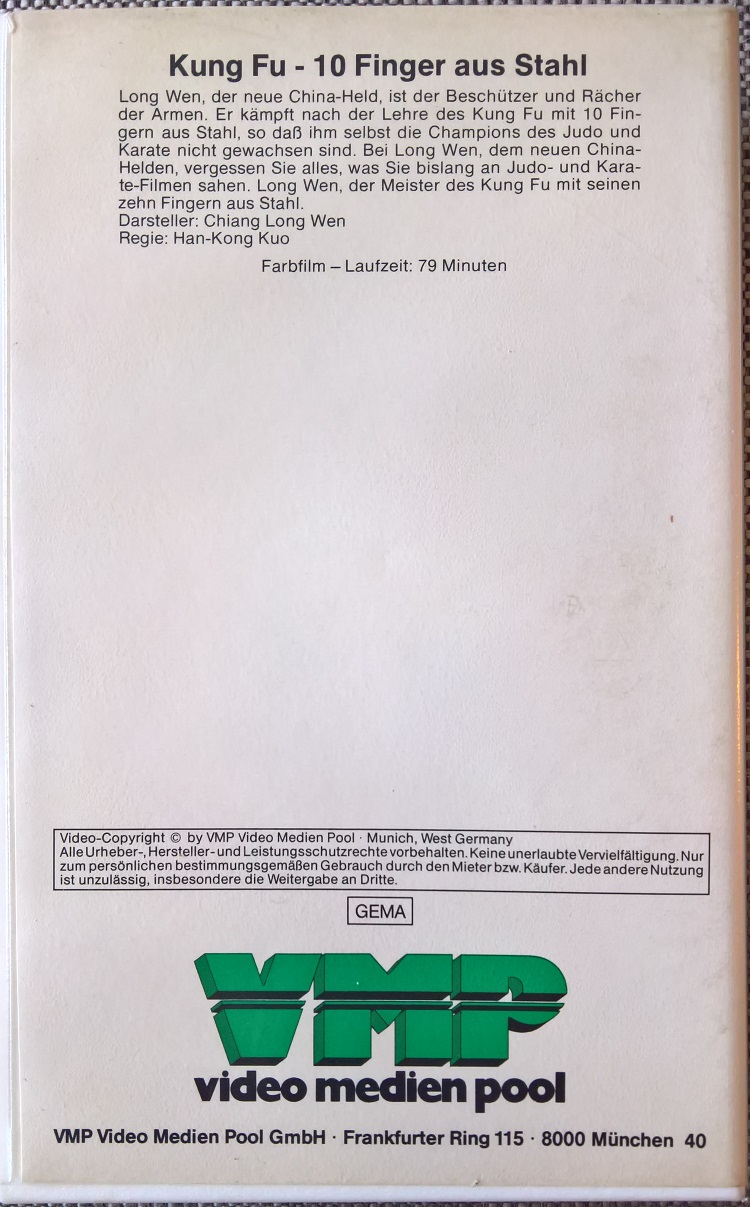 Kung Fu - 10 Finger aus Stahl
Long Wen, der neue China-Held, ist der Beschützer und Rächer
der Armen. Er kämpft nach der Lehre des Kung Fu mit 10 Fin-
gern aus Stahl, so daß ihm selbst die Champions des Judo und
Karate nicht gewachsen sind. Bei Long Wen, dem neuen China-
Helden, vergessen Sie alles, was Sie bislang an Judo- und Kara-
te-Filmen sahen. Long Wen, der Meister des Kung Fu mit seinen
zehn Fingern aus Stahl.
Darsteller: Chiang Long Wen
Regie: Han-Kong Kuo
Farbfilm – Laufzeit: 79 Minuten
Video-Copyright © by VMP Video Medien Pool · Munich, West Germany
Alle Urheber-, Hersteller- und Leistungsschutzrechte vorbehalten. Keine unerlaubte Vervielfältigung. Nur
zum persönlichen bestimmungsgemäßen Gebrauch durch den Mieter bzw. Käufer. Jede andere Nutzung
ist unzulässig, insbesondere die Weitergabe an Dritte.
GEMA
VMP
video medien pool
VMP Video Medien Pool GmbH · Frankfurter Ring 115 · 8000 München 40